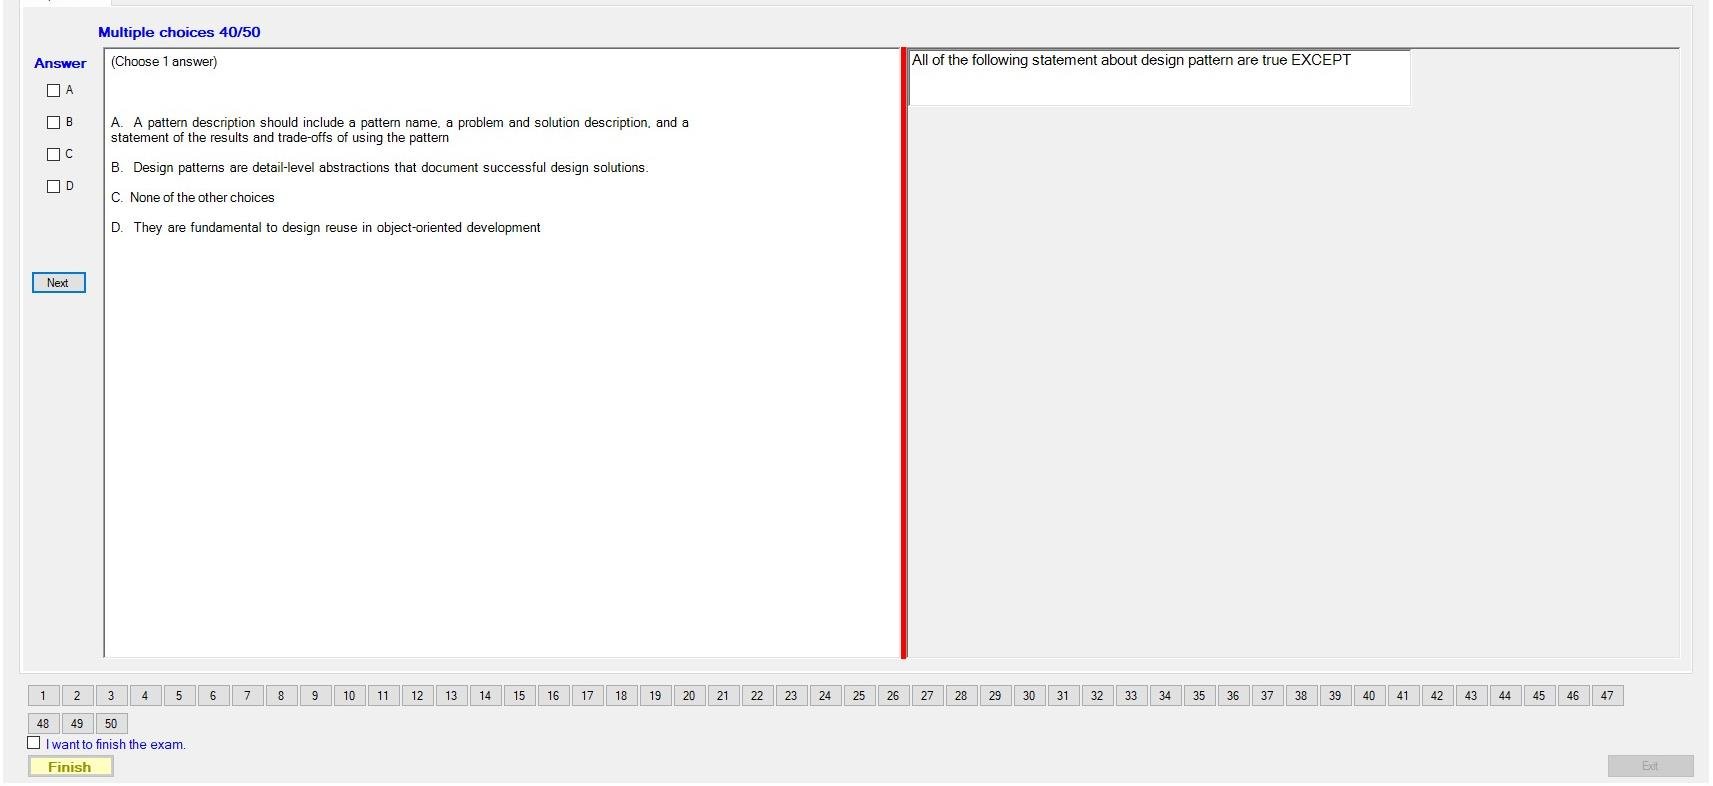 Multiple choices 40/50
Answer
A
B
C
D
Next
(Choose 1 answer)
A. A pattern description should include a pattern name, a problem and solution description, and a
statement of the results and trade-offs of using the pattern
B. Design patterns are detail-level abstractions that document successful design solutions.
C. None of the other choices
D. They are fundamental to design reuse in object-oriented development
All of the following statement about design pattern are true EXCEPT
1 2 3 4 5 6 7 8 9 10 11 12 13 14 15 16 17 18 19 20 21 22 23 24 25 26 27 28 29 30 31 32 33 34 35 36 37 38 39 40 41 42 43 44 45 46 47
48 49 50
I want to finish the exam.
Finish
Exit